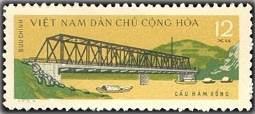 VIỆT NAM DÂN CHỦ CỘNG HÒA
12
XU
BƯU CHÍNH
CẦU HÀM RỒNG